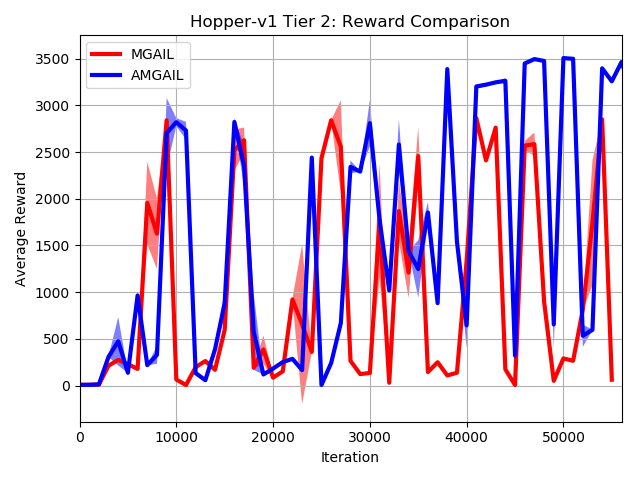 Hopper-v1 Tier 2: Reward Comparison
MGAIL
AMGAIL
3500
3000
2500
2000
1500
1000
500
0
Average Reward
0 10000 20000 30000 40000 50000
Iteration